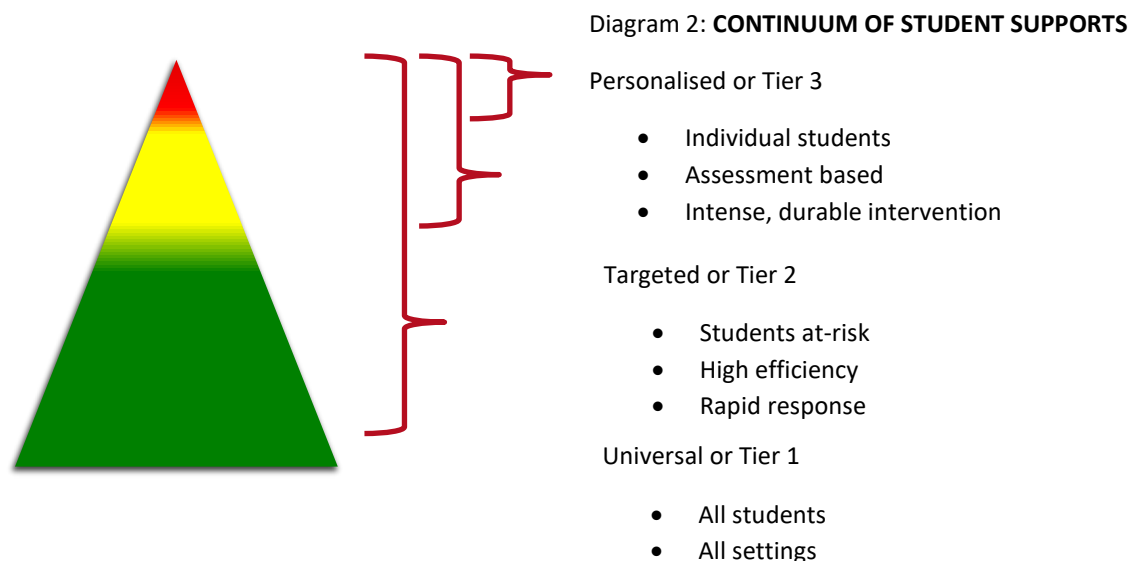 Diagram 2: CONTINUUM OF STUDENT SUPPORTS
Personalised or Tier 3
• Individual students
• Assessment based
• Intense, durable intervention
Targeted or Tier 2
• Students at-risk
• High efficiency
• Rapid response
Universal or Tier 1
• All students
• All settings